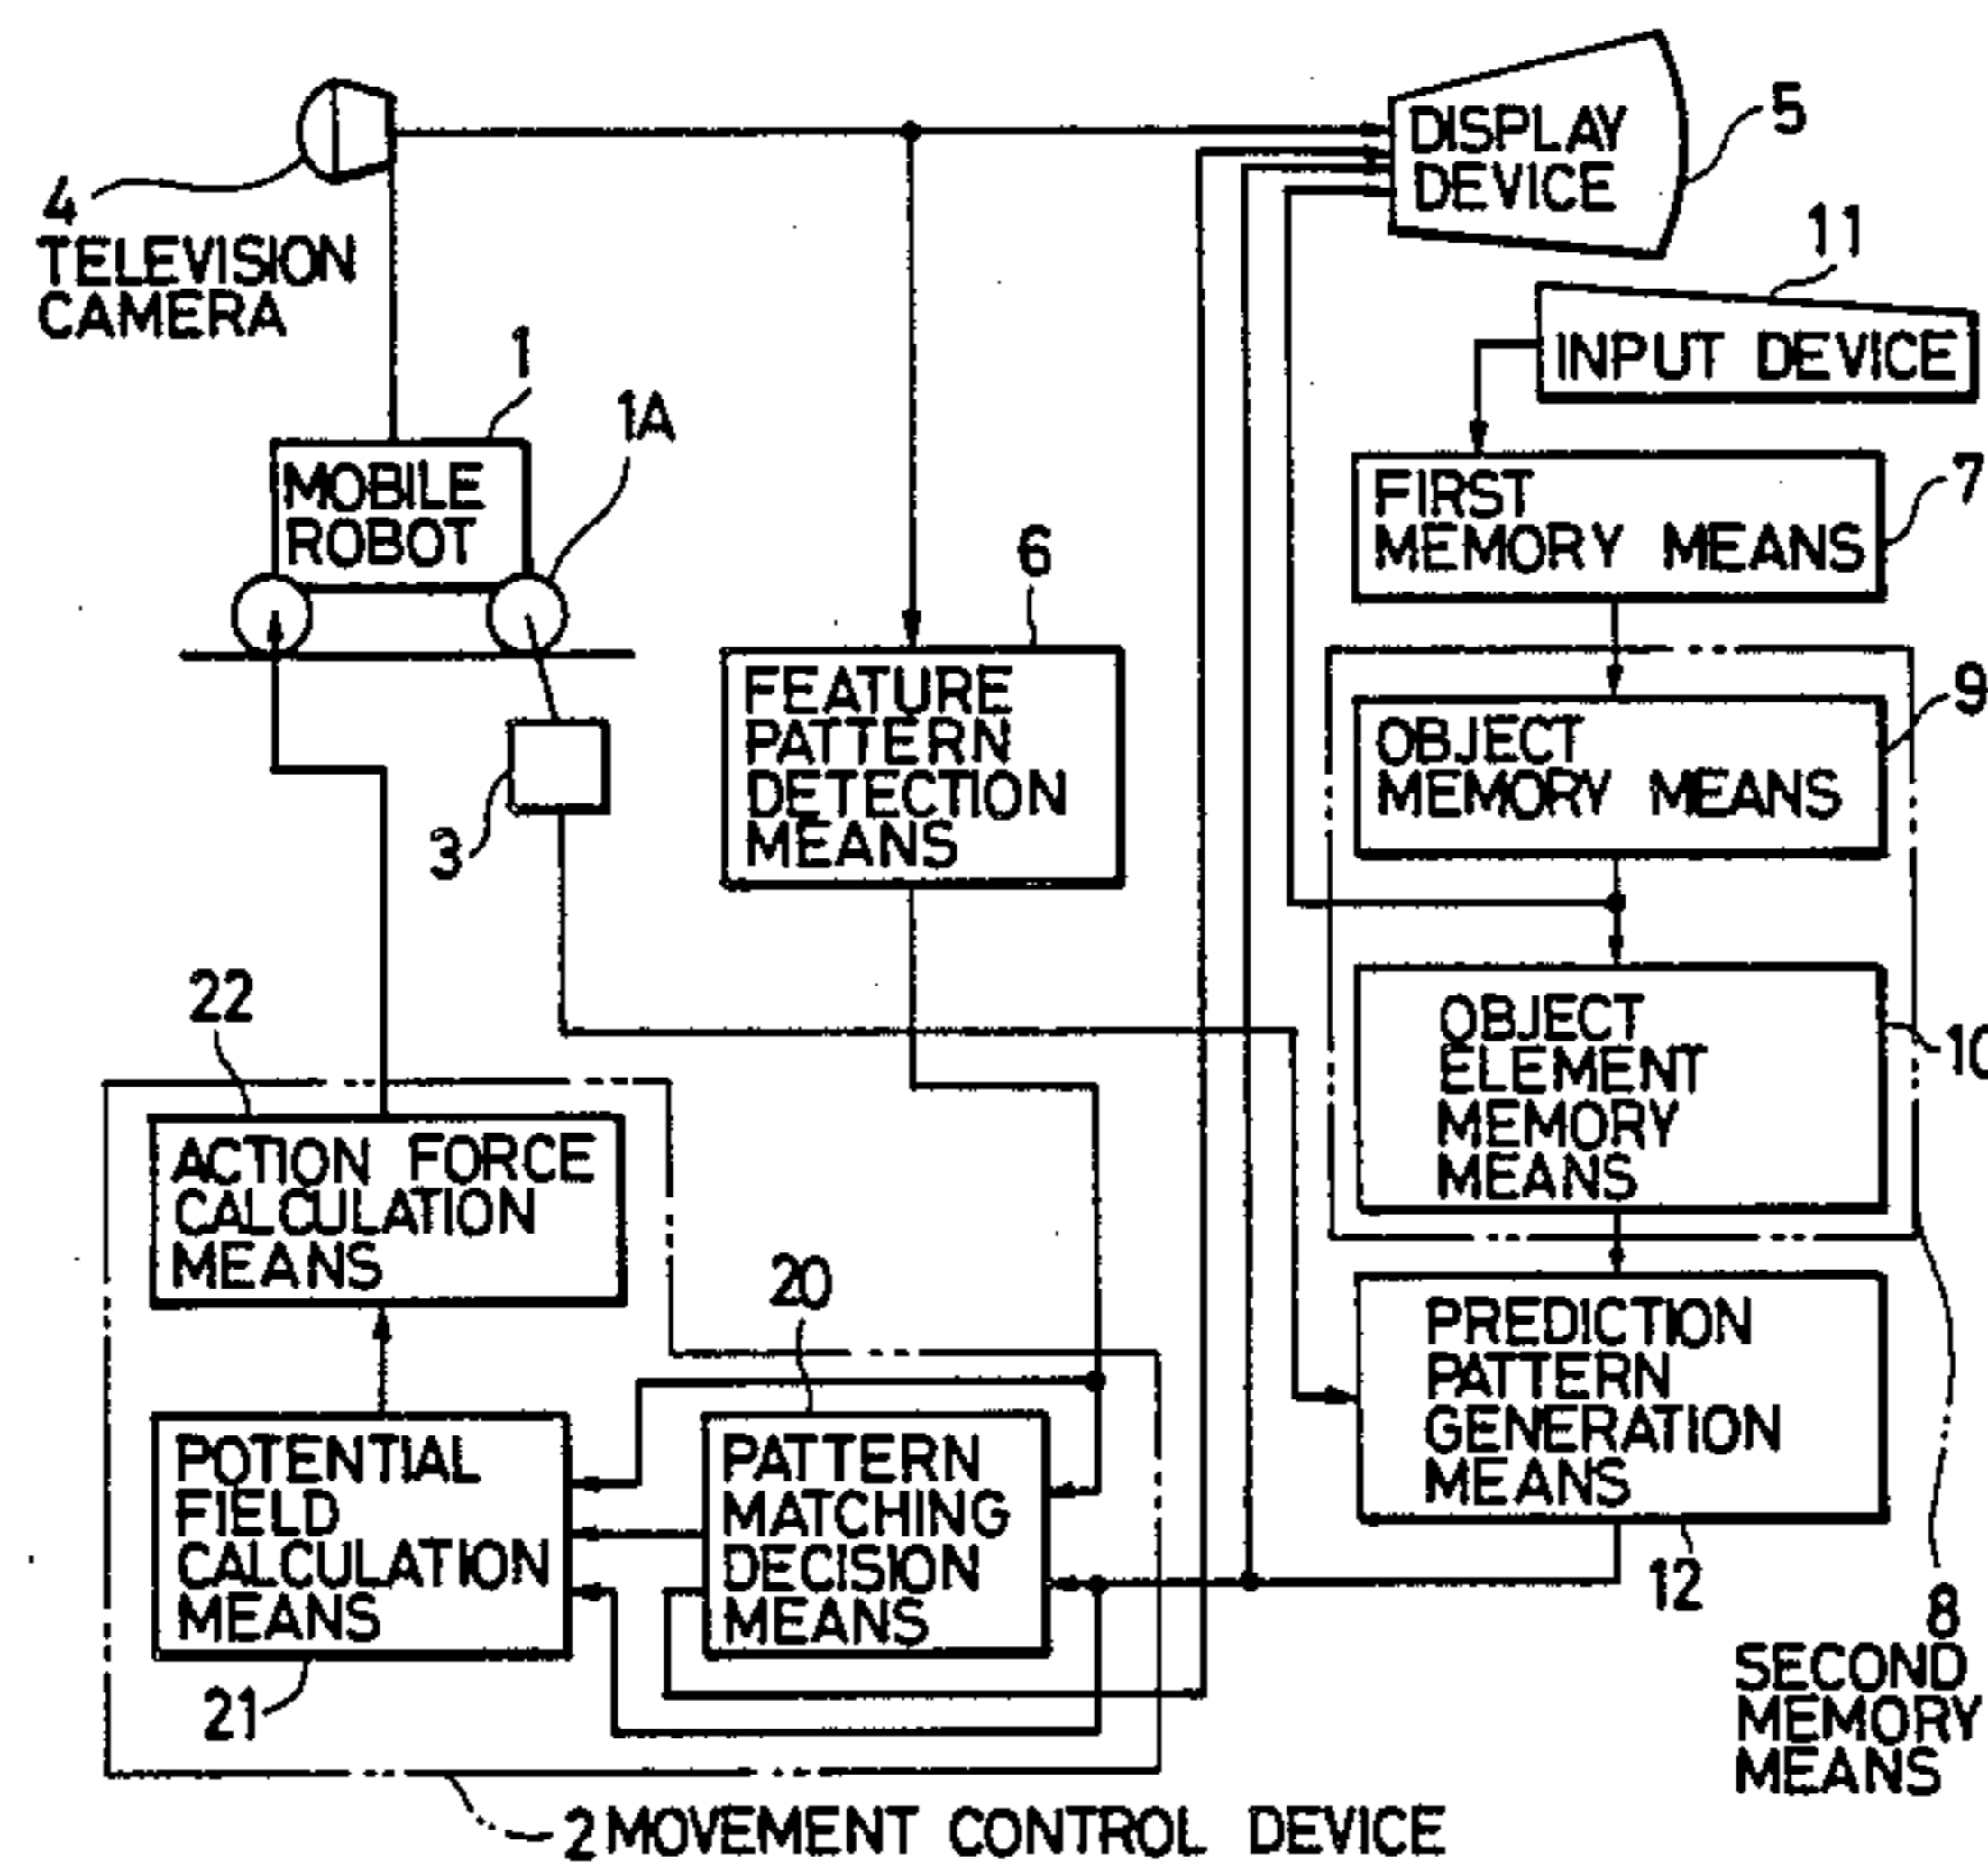 4
TELEVISION
CAMERA
DISPLAY
DEVICE
5
11
INPUT DEVICE
1
1A
MOBILE
ROBOT
FIRST
MEMORY MEANS
7
6
FEATURE
PATTERN
DETECTION
MEANS
3
OBJECT
MEMORY MEANS
9
OBJECT
ELEMENT
MEMORY
MEANS
10
22
ACTION FORCE
CALCULATION
MEANS
20
PREDICTION
PATTERN
GENERATION
MEANS
12
POTENTIAL
FIELD
CALCULATION
MEANS
21
PATTERN
MATCHING
DECISION
MEANS
8
SECOND
MEMORY
MEANS
2 MOVEMENT CONTROL DEVICE